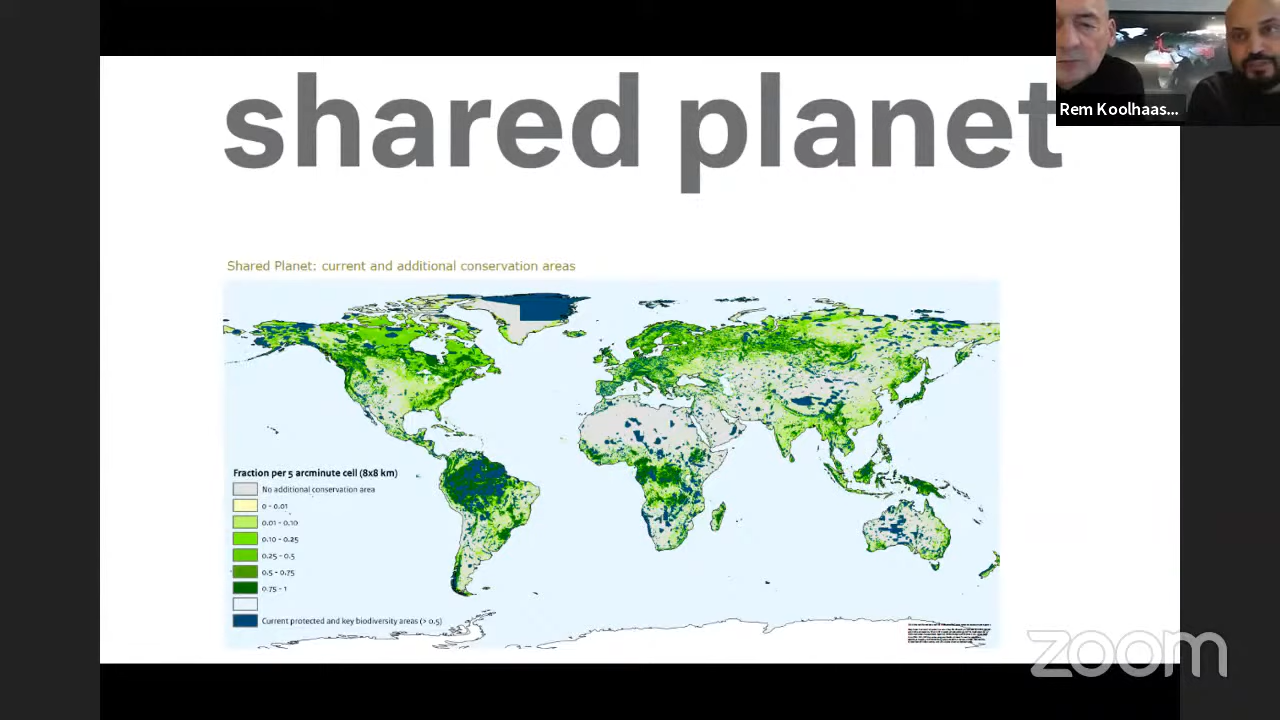 shared planet
Rem Koolhaas...
Shared Planet: current and additional conservation areas
Fraction per 5 arcminute cell (8x8 km)
No additional conservation area
0 - 0.01
0.01 - 0.10
0.10 - 0.25
0.25 - 0.5
0.5 - 0.75
0.75 - 1
Current protected and key biodiversity areas (> 0.5)
zoom